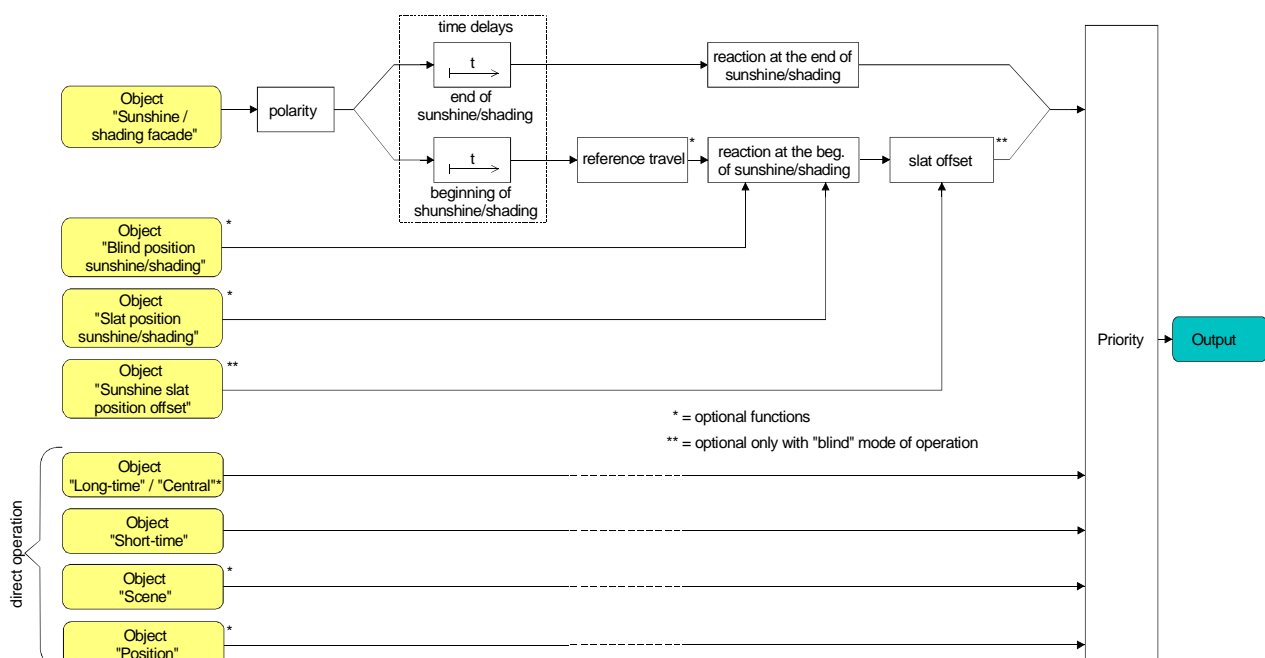 time delays
t
end of
sunshine/shading
reaction at the end of
sunshine/shading
Object
"Sunshine /
shading facade"
polarity
t
beginning of
shunshine/shading
reference travel
*
reaction at the beg.
of sunshine/shading
slat offset
**
Object
"Blind position
sunshine/shading"
*
Object
"Slat position
sunshine/shading"
*
Object
"Sunshine slat
position offset"
**
Priority
Output
* = optional functions
** = optional only with "blind" mode of operation
direct operation
Object
"Long-time" / "Central"*
Object
"Short-time"
Object
"Scene"
*
Object
"Position"
*